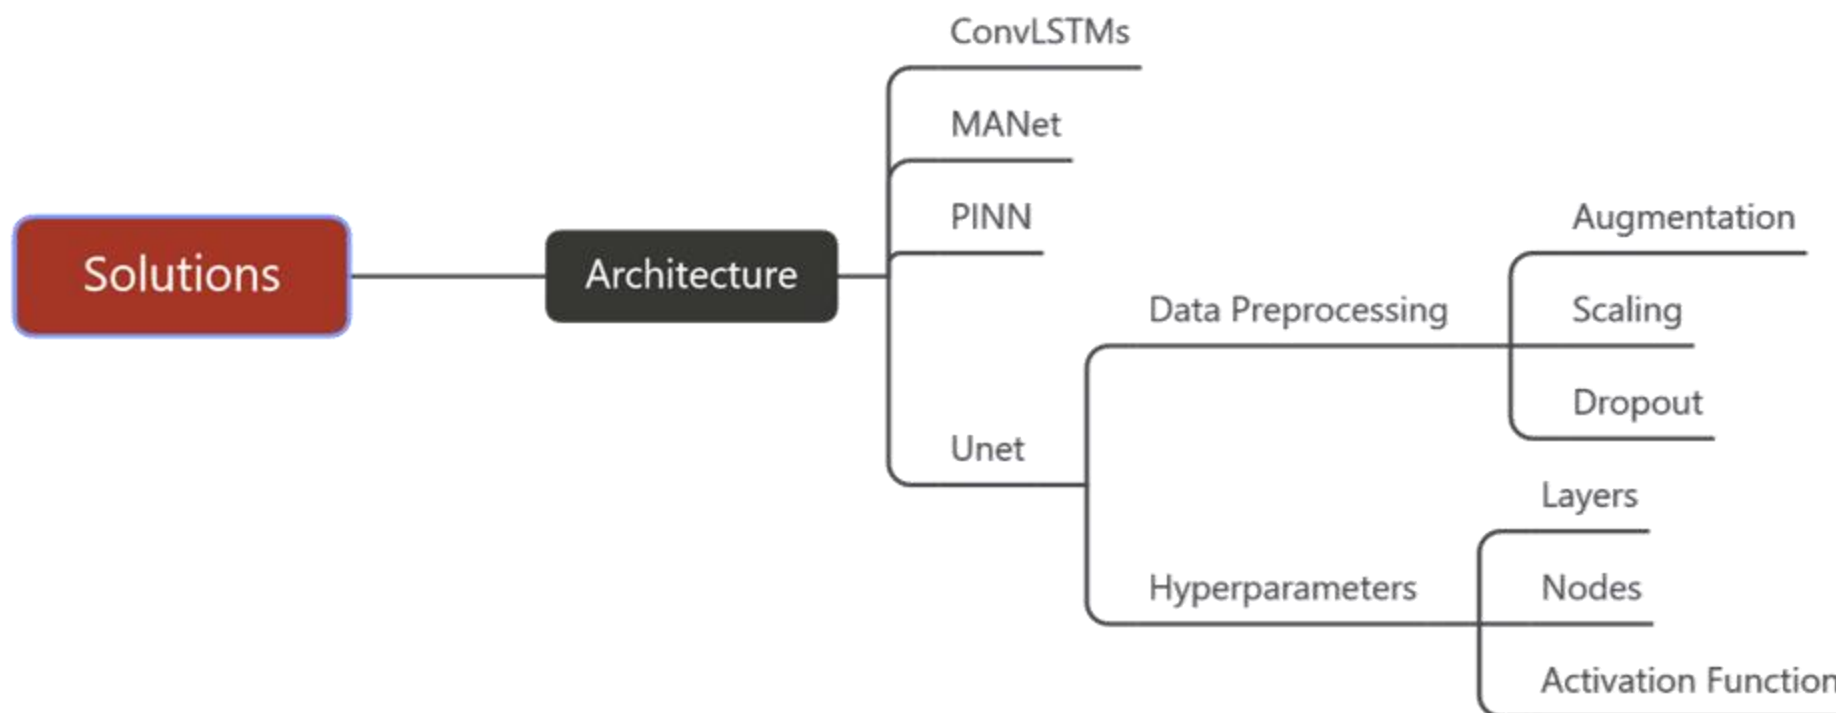 Solutions
Architecture
ConvLSTMs
MANet
PINN
Unet
Data Preprocessing
Augmentation
Scaling
Dropout
Hyperparameters
Layers
Nodes
Activation Function